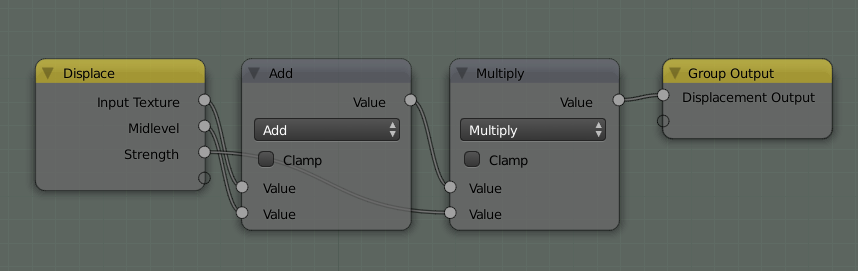 Displace
Input Texture
Midlevel
Strength
Add
Value
Add
Clamp
Value
Value
Multiply
Value
Multiply
Clamp
Value
Value
Group Output
Displacement Output